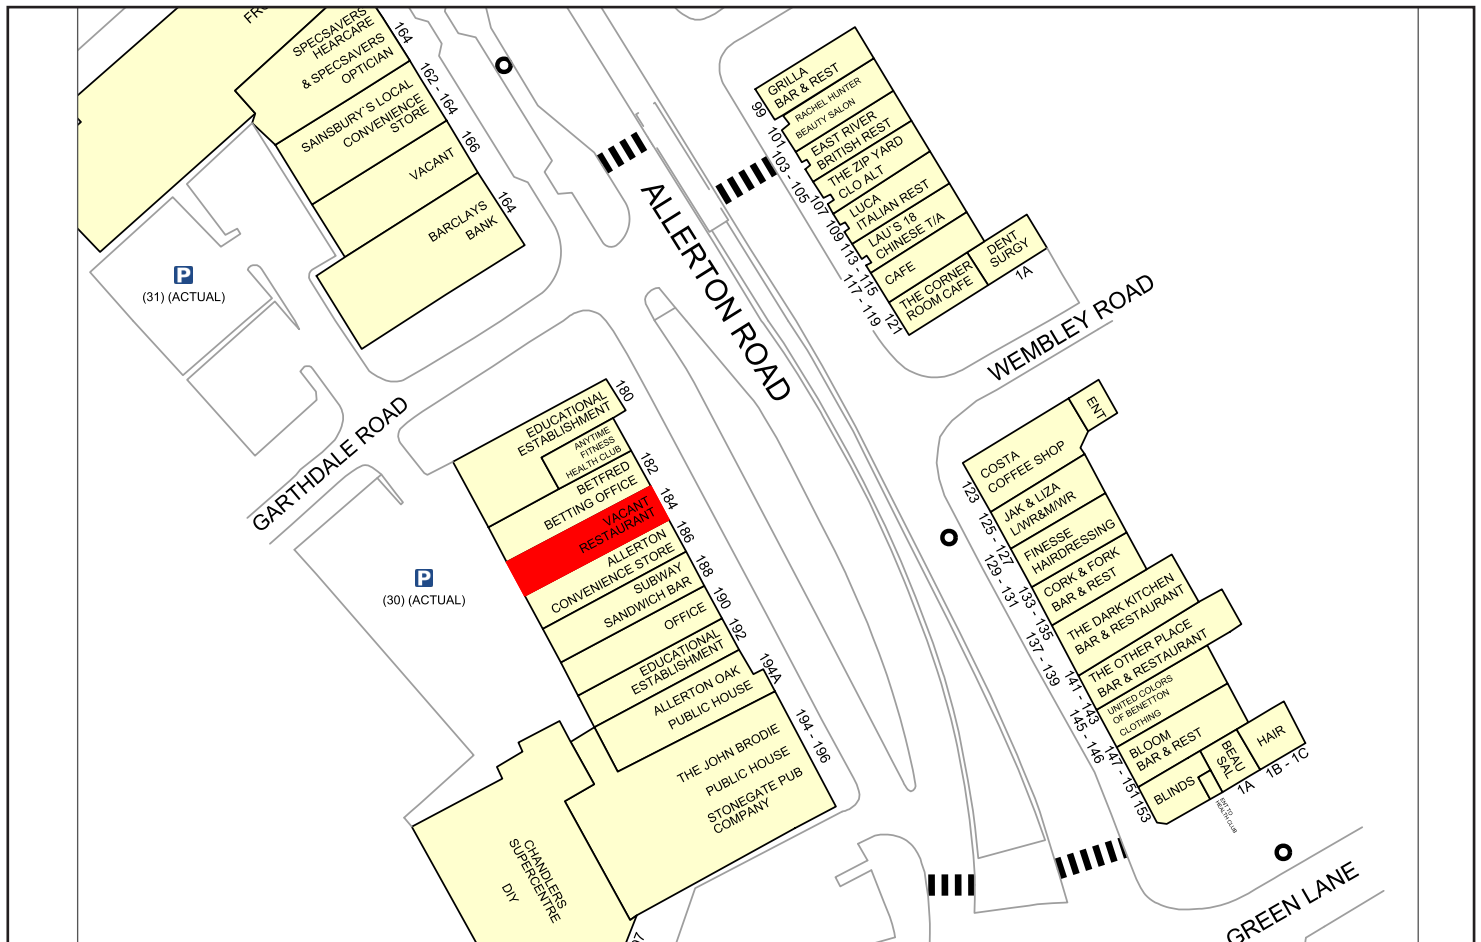 FRO
SPECSAVERS
HEARCARE
& SPECSAVERS
OPTICIAN
164
SAINSBURY'S LOCAL
CONVENIENCE
STORE
162 - 164
VACANT
166
BARCLAYS
BANK
164
P
(31) (ACTUAL)
ALLERTON ROAD
GRILLA
BAR & REST
99
RACHEL HUNTER
BEAUTY SALON
101
EAST RIVER
BRITISH REST
103 - 105
THE ZIP YARD
CLO ALT
107
LUCA
ITALIAN REST
109
LAU'S 18
CHINESE T/A
113 - 115
CAFE
117 - 119
THE CORNER
ROOM CAFE
121
DENT
SURGY
1A
WEMBLEY ROAD
GARTHDALE ROAD
EDUCATIONAL
ESTABLISHMENT
180
ANYTIME
FITNESS
HEALTH CLUB
BETFRED
BETTING OFFICE
182
VACANT
RESTAURANT
184
ALLERTON
CONVENIENCE STORE
186
SUBWAY
SANDWICH BAR
188
OFFICE
190
EDUCATIONAL
ESTABLISHMENT
192
ALLERTON OAK
PUBLIC HOUSE
194A
THE JOHN BRODIE
PUBLIC HOUSE
STONEGATE PUB
COMPANY
194 - 196
P
(30) (ACTUAL)
CHANDLERS
SUPERCENTRE
DIY
ENT
COSTA
COFFEE SHOP
123
JAK & LIZA
L/WR&M/WR
125 - 127
FINESSE
HAIRDRESSING
129 - 131
CORK & FORK
BAR & REST
133 - 135
THE DARK KITCHEN
BAR & RESTAURANT
137 - 139
THE OTHER PLACE
BAR & RESTAURANT
141 - 143
UNITED COLORS
OF BENETTON
CLOTHING
145 - 146
BLOOM
BAR & REST
147 - 151
BLINDS
153
BEAU
SAL
1A
HAIR
1B - 1C
ENT TO
HEALTH CLUB
GREEN LANE